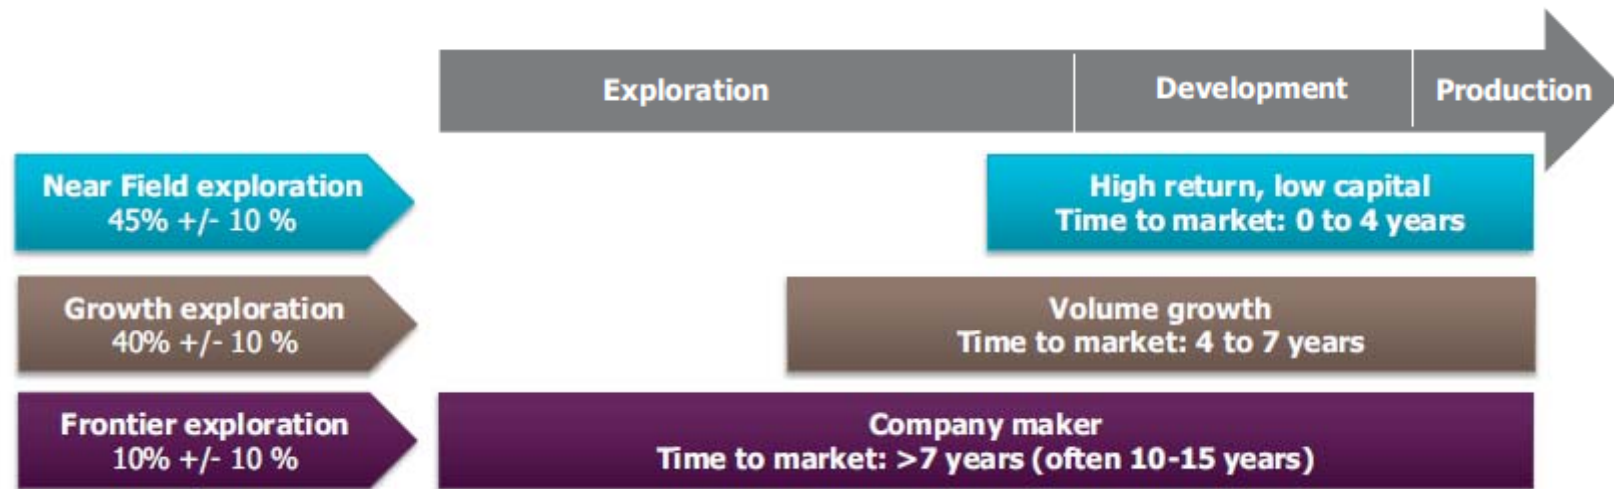 Exploration
Development
Production
Near Field exploration
45% +/- 10 %
High return, low capital
Time to market: 0 to 4 years
Growth exploration
40% +/- 10 %
Volume growth
Time to market: 4 to 7 years
Frontier exploration
10% +/- 10 %
Company maker
Time to market: >7 years (often 10-15 years)